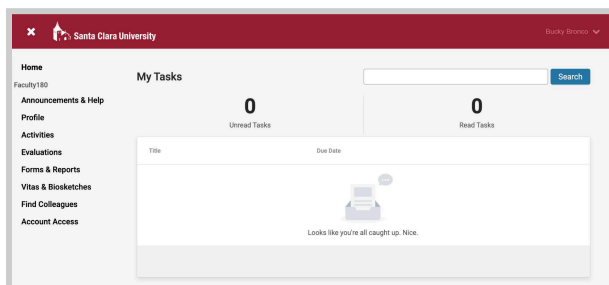 Santa Clara University
Bucky Bronco
Home
Faculty180
Announcements & Help
Profile
Activities
Evaluations
Forms & Reports
Vitas & Biosketches
Find Colleagues
Account Access
My Tasks
Search
0
Unread Tasks
0
Read Tasks
Title
Due Date
Looks like you're all caught up. Nice.